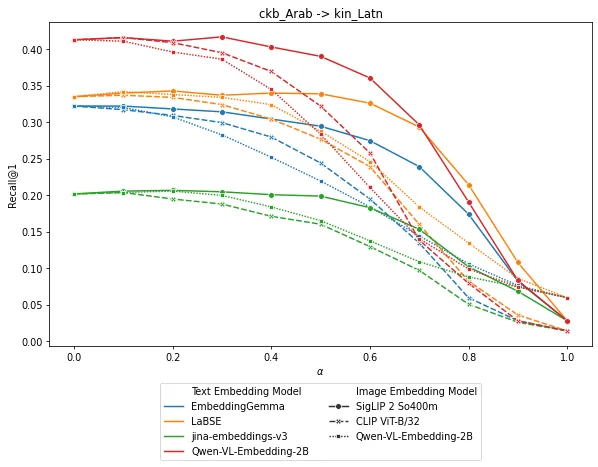 ckb_Arab -> kin_Latn
Recall@1
0.40
0.35
0.30
0.25
0.20
0.15
0.10
0.05
0.00
0.0 0.2 0.4 0.6 0.8 1.0
α
Text Embedding Model Image Embedding Model
EmbeddingGemma SigLIP 2 So400m
LaBSE CLIP ViT-B/32
jina-embeddings-v3 Qwen-VL-Embedding-2B
Qwen-VL-Embedding-2B